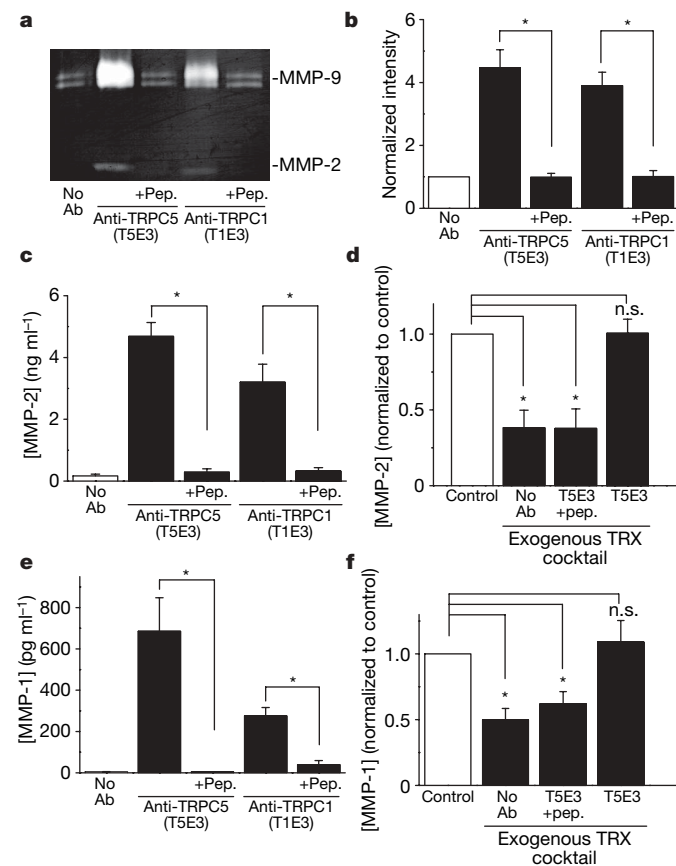 a
-MMP-9
-MMP-2
No
Ab
+Pep.
+Pep.
Anti-TRPC5
(T5E3)
Anti-TRPC1
(T1E3)
b
Normalized intensity
6
4
2
0
*
*
No
Ab
+Pep.
+Pep.
Anti-TRPC5
(T5E3)
Anti-TRPC1
(T1E3)
c
[MMP-2] (ng ml⁻¹)
6
4
2
0
*
*
No
Ab
+Pep.
+Pep.
Anti-TRPC5
(T5E3)
Anti-TRPC1
(T1E3)
d
[MMP-2] (normalized to control)
1.0
0.5
0
*
*
n.s.
Control
No
Ab
T5E3
+pep.
T5E3
Exogenous TRX
cocktail
e
[MMP-1] (pg ml⁻¹)
800
600
400
200
0
*
*
No
Ab
+Pep.
+Pep.
Anti-TRPC5
(T5E3)
Anti-TRPC1
(T1E3)
f
[MMP-1] (normalized to control)
1.0
0.5
0
*
*
n.s.
Control
No
Ab
T5E3
+pep.
T5E3
Exogenous TRX
cocktail